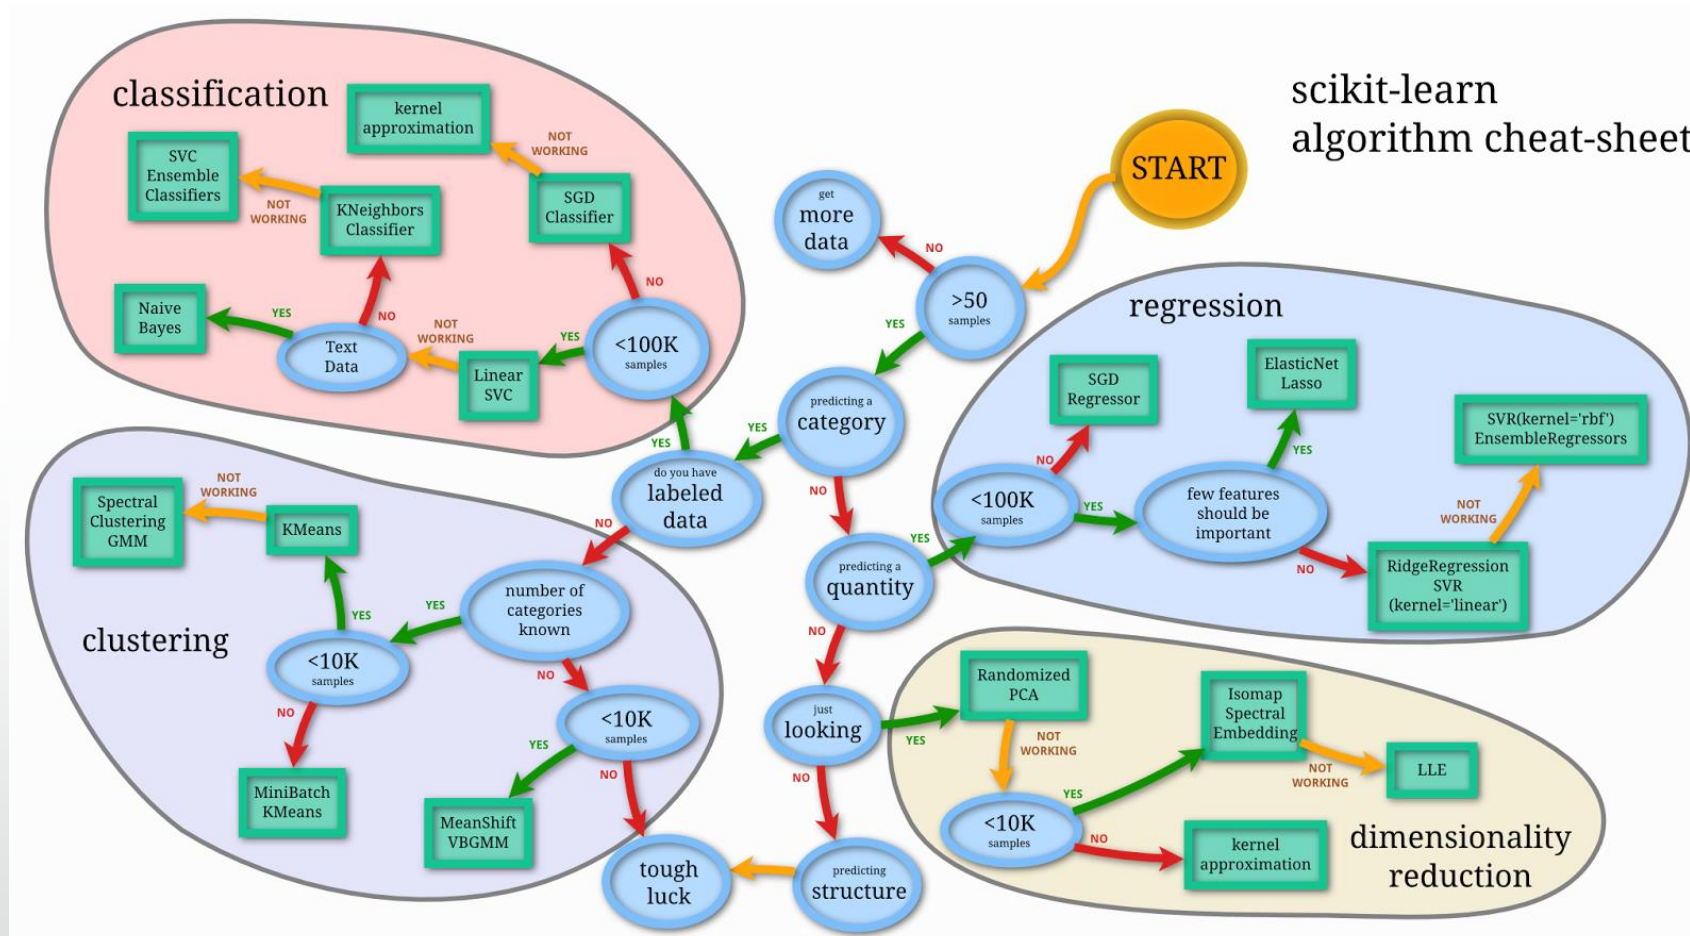 scikit-learn
algorithm cheat-sheet
START
classification
kernel
approximation
NOT
WORKING
SVC
Ensemble
Classifiers
NOT
WORKING
KNeighbors
Classifier
SGD
Classifier
NO
Naive
Bayes
YES
NO
Text
Data
NOT
WORKING
Linear
SVC
YES
<100K
samples
YES
get
more
data
NO
>50
samples
YES
predicting a
category
YES
NO
do you have
labeled
data
NO
predicting a
quantity
YES
NO
just
looking
YES
NO
predicting
structure
tough
luck
regression
SGD
Regressor
ElasticNet
Lasso
SVR(kernel='rbf')
EnsembleRegressors
NO
YES
<100K
samples
YES
few features
should be
important
NOT
WORKING
NO
RidgeRegression
SVR
(kernel='linear')
clustering
Spectral
Clustering
GMM
NOT
WORKING
KMeans
YES
YES
number of
categories
known
<10K
samples
NO
NO
<10K
samples
YES
NO
MiniBatch
KMeans
MeanShift
VBGMM
Randomized
PCA
NOT
WORKING
Isomap
Spectral
Embedding
NOT
WORKING
LLE
YES
<10K
samples
NO
kernel
approximation
dimensionality
reduction